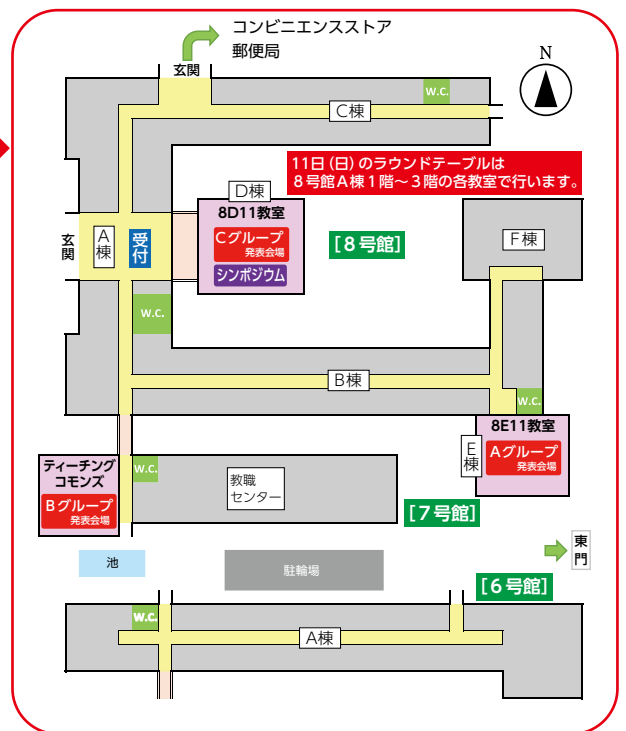 コンビニエンスストア
郵便局
玄関
N
W.C.
C棟
11日(日)のラウンドテーブルは
8号館A棟1階～3階の各教室で行います。
D棟
8D11教室
Cグループ
発表会場
シンポジウム
[8号館]
F棟
玄関
A棟
受付
W.C.
B棟
W.C.
8E11教室
E棟
Aグループ
発表会場
ティーチング
コモンズ
Bグループ
発表会場
W.C.
教職
センター
[7号館]
東門
池
駐輪場
[6号館]
W.C.
A棟